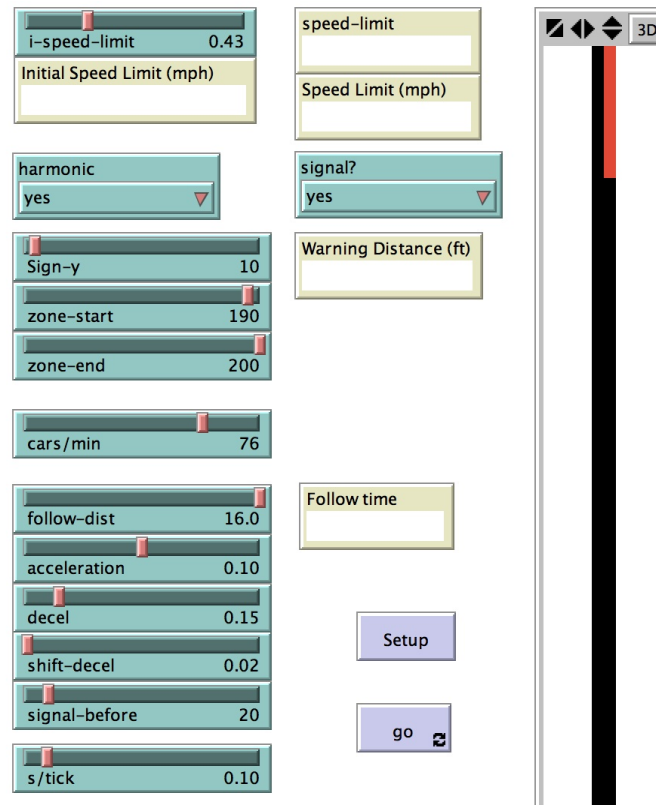 i-speed-limit 0.43
Initial Speed Limit (mph)
speed-limit
Speed Limit (mph)
3D
harmonic
yes
signal?
yes
Sign-y 10
zone-start 190
zone-end 200
Warning Distance (ft)
cars/min 76
follow-dist 16.0
acceleration 0.10
decel 0.15
shift-decel 0.02
signal-before 20
s/tick 0.10
Follow time
Setup
go